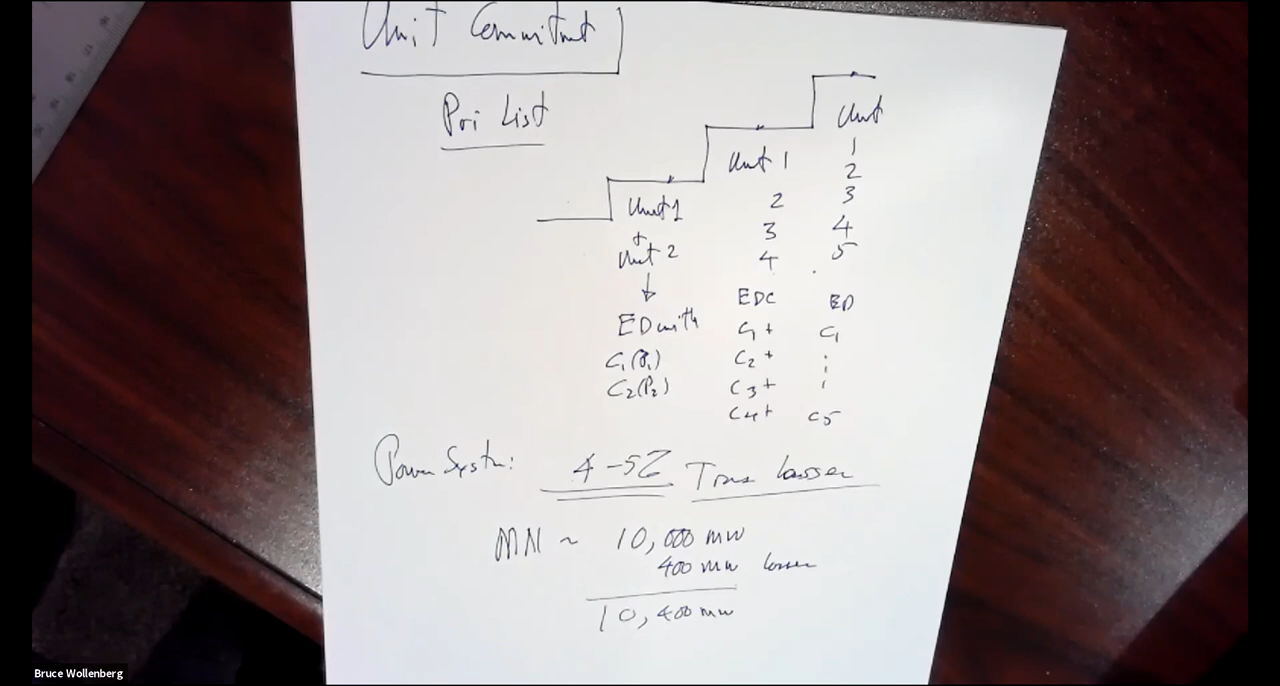 Unit Commitmt
Pri List
Unit 1
+
Unit 2
ED with
C1(P1)
C2(P2)
Unit 1
2
3
4
EDC
C1 +
C2 +
C3 +
C4 +
Unit
1
2
3
4
5
ED
C1
C5
Power System: 4-5% Trans Losses
MN ~ 10,000 MW
400 MW losses
10,400 MW
Bruce Wollenberg